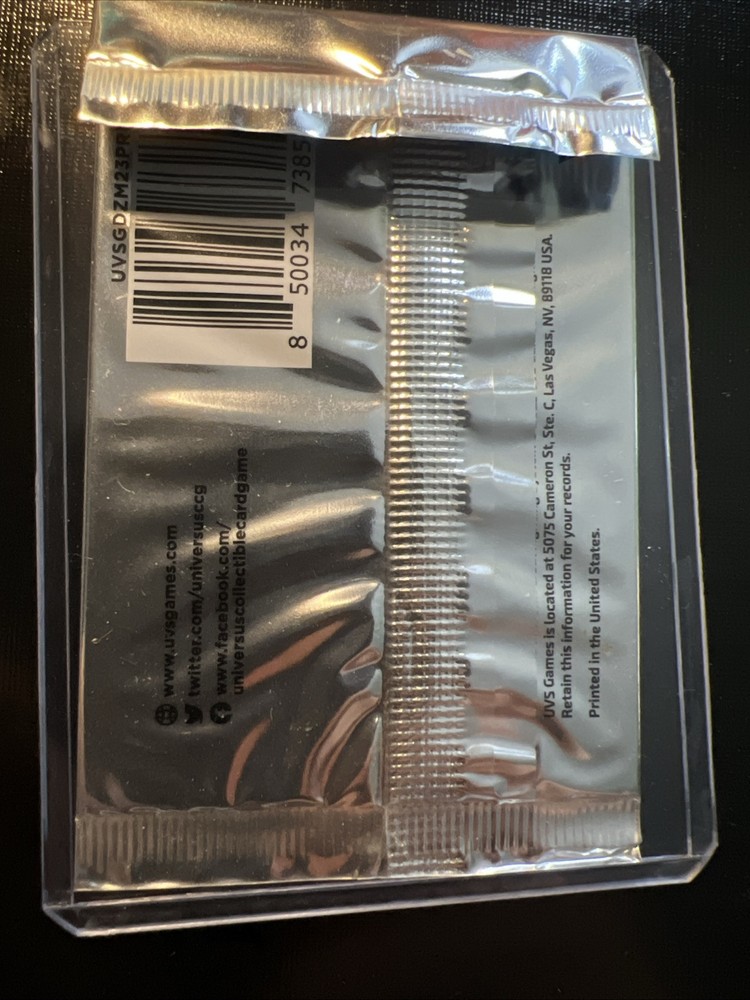 UVSGDZM23PR
8 50034 7385
www.uvsgames.com
twitter.com/universusccg
www.facebook.com/
universuscollectiblecardgame
UVS Games is located at 5075 Cameron St, Ste. C, Las Vegas, NV, 89118 USA.
Retain this information for your records.
Printed in the United States.